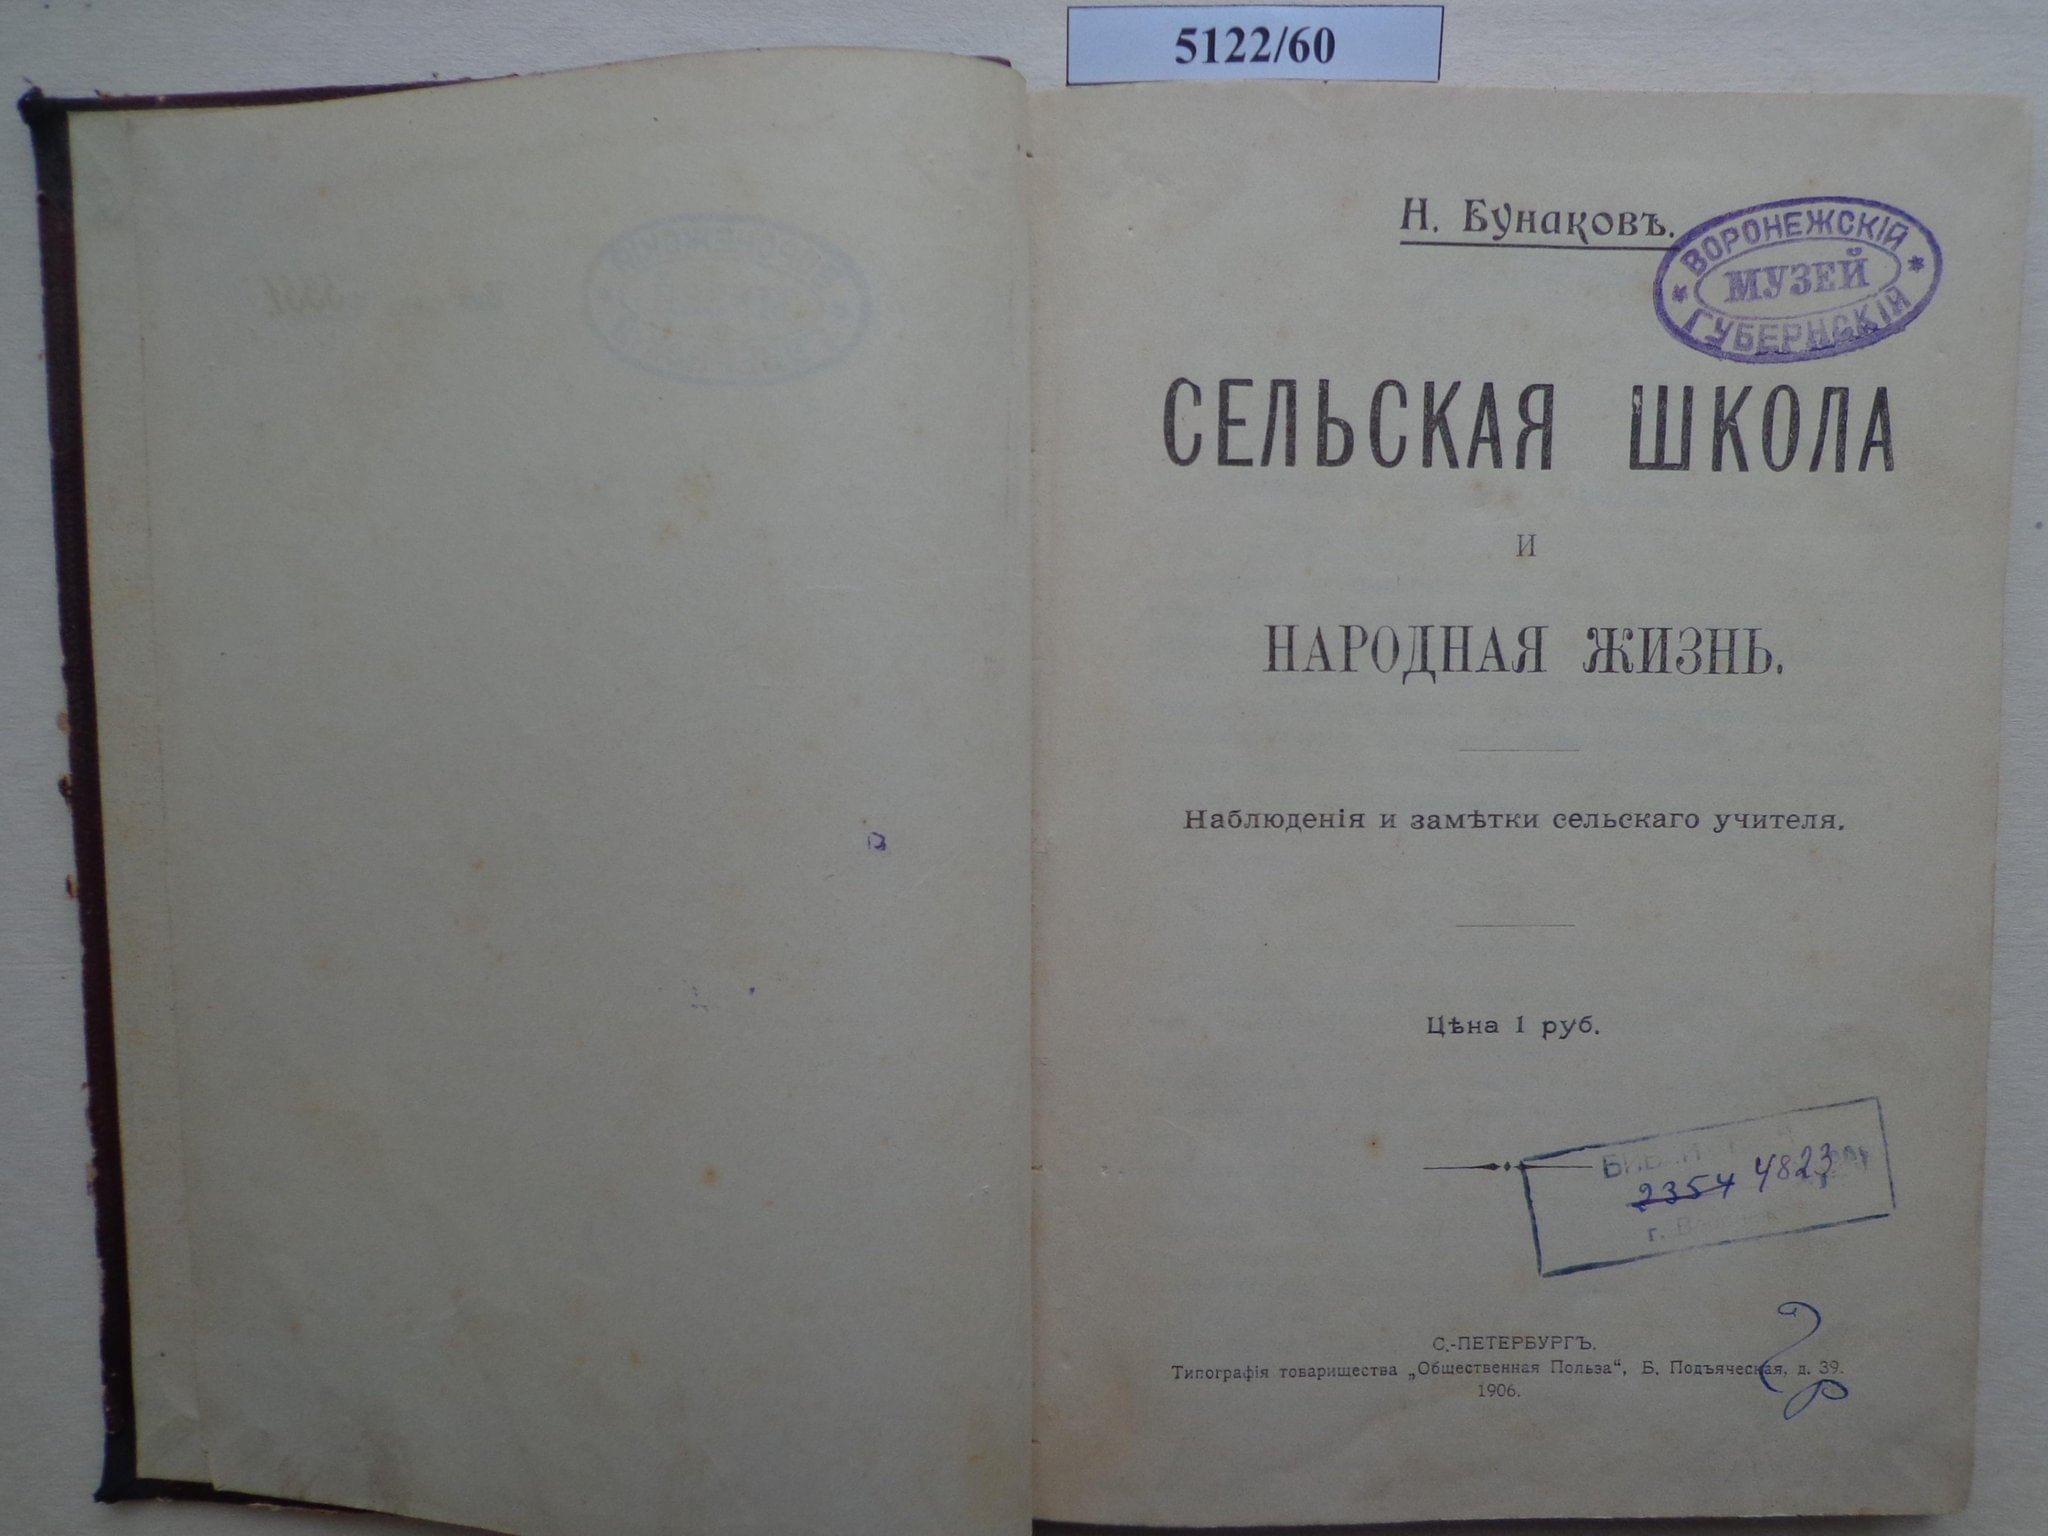 5122/60
Н. Бунаковъ.
ВОРОНЕЖСКІЙ
МУЗЕЙ
ГУБЕРНСКІЙ
СЕЛЬСКАЯ ШКОЛА
И
НАРОДНАЯ ЖИЗНЬ.
Наблюденія и замѣтки сельскаго учителя.
Цѣна 1 руб.
2354 4823
г.
С.-ПЕТЕРБУРГЪ.
Типографія товарищества „Общественная Польза“, Б. Подъяческая, д. 39.
1906.